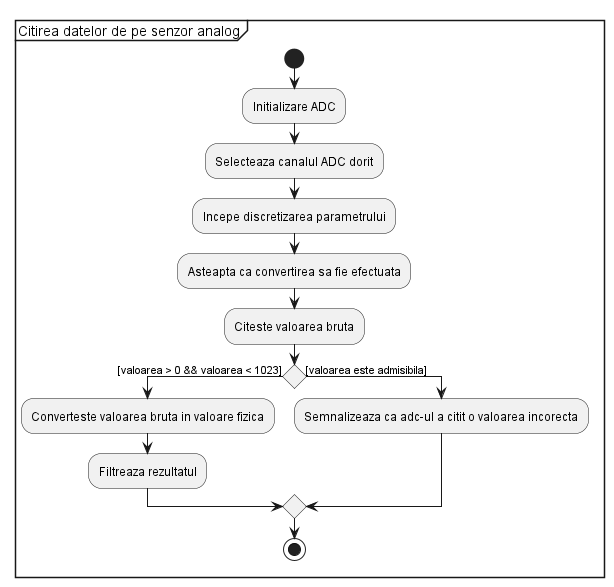 Citirea datelor de pe senzor analog
Initializare ADC
Selecteaza canalul ADC dorit
Incepe discretizarea parametrului
Asteapta ca convertirea sa fie efectuata
Citeste valoarea bruta
[valoarea > 0 && valoarea < 1023]
[valoarea este admisibila]
Converteste valoarea bruta in valoare fizica
Semnalizeaza ca adc-ul a citit o valoarea incorecta
Filtreaza rezultatul